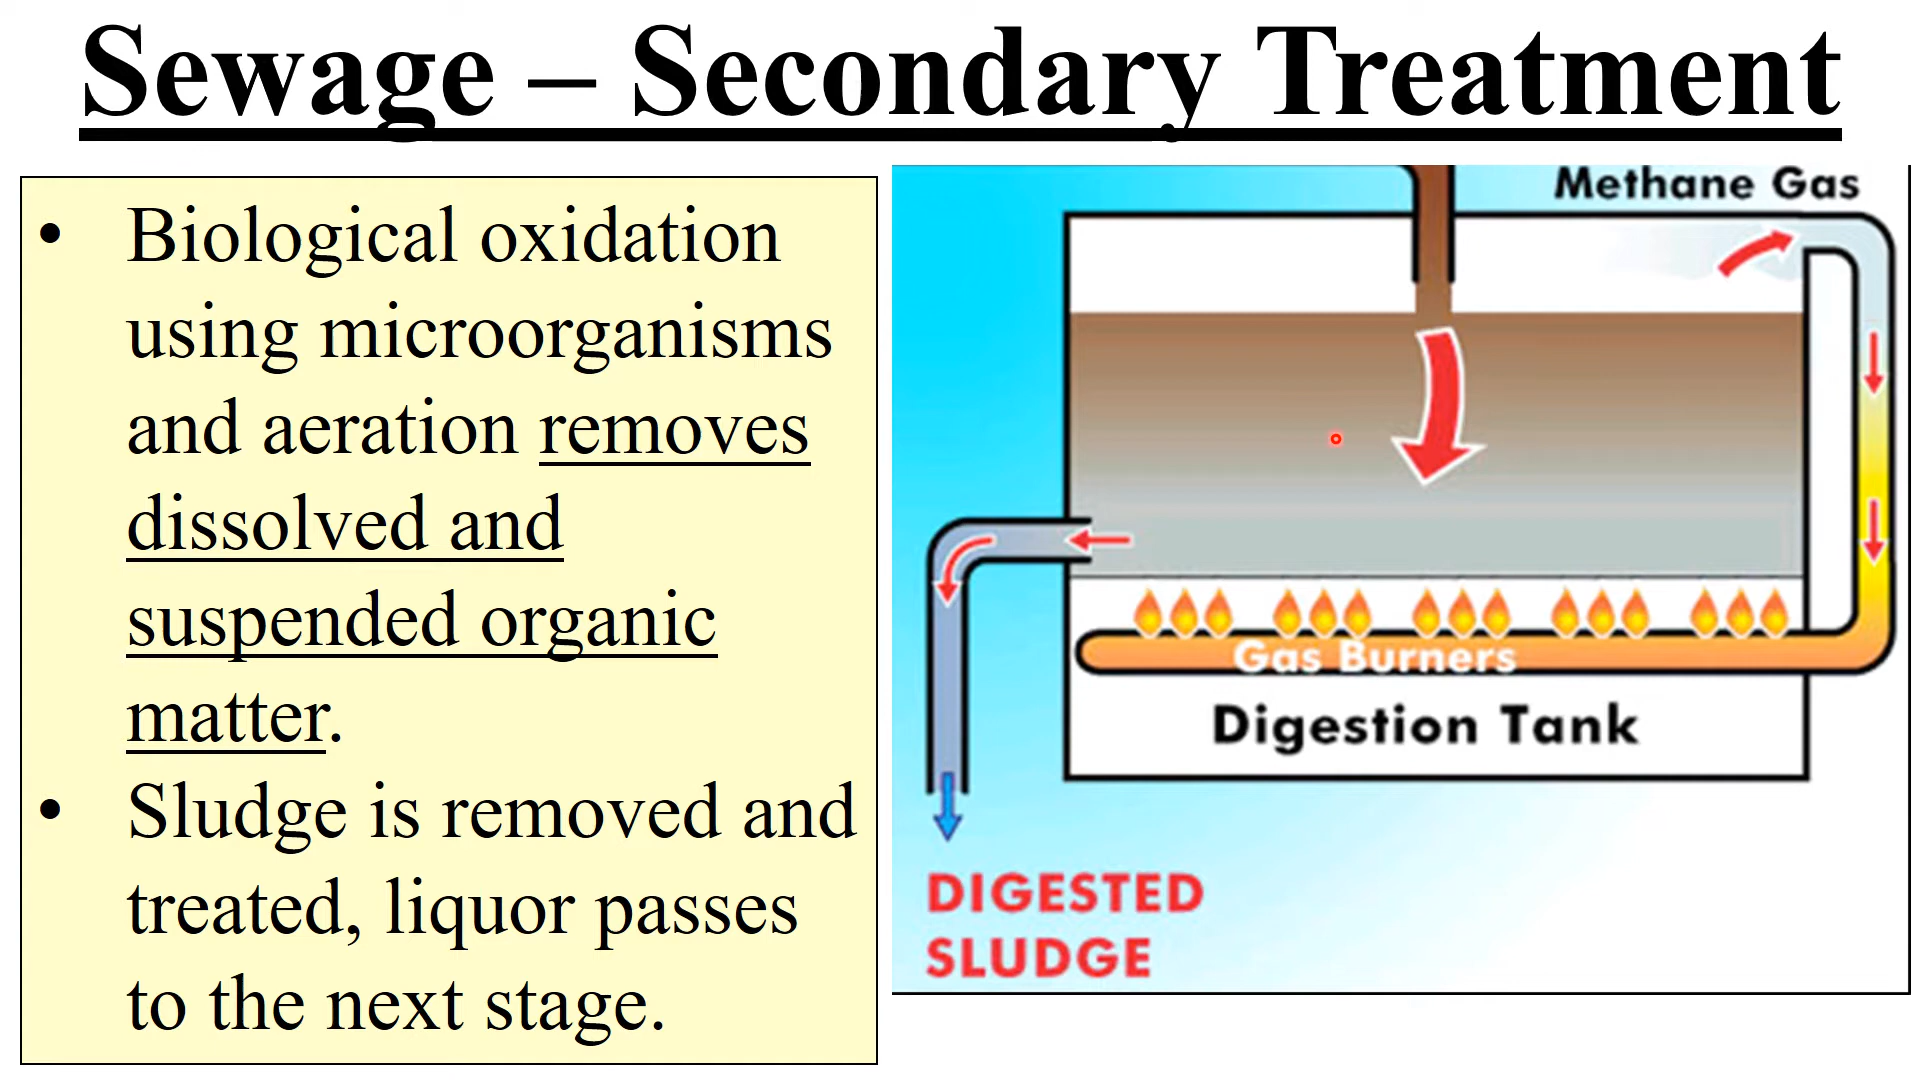 Sewage – Secondary Treatment
• Biological oxidation
using microorganisms
and aeration removes
dissolved and
suspended organic
matter.
• Sludge is removed and
treated, liquor passes
to the next stage.
Methane Gas
Gas Burners
Digestion Tank
DIGESTED
SLUDGE